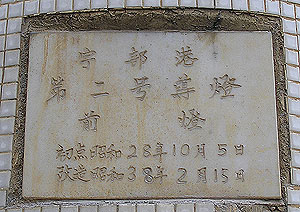 宇部港
第二号導燈
前燈
初点昭和28年10月5日
改造昭和38年2月15日